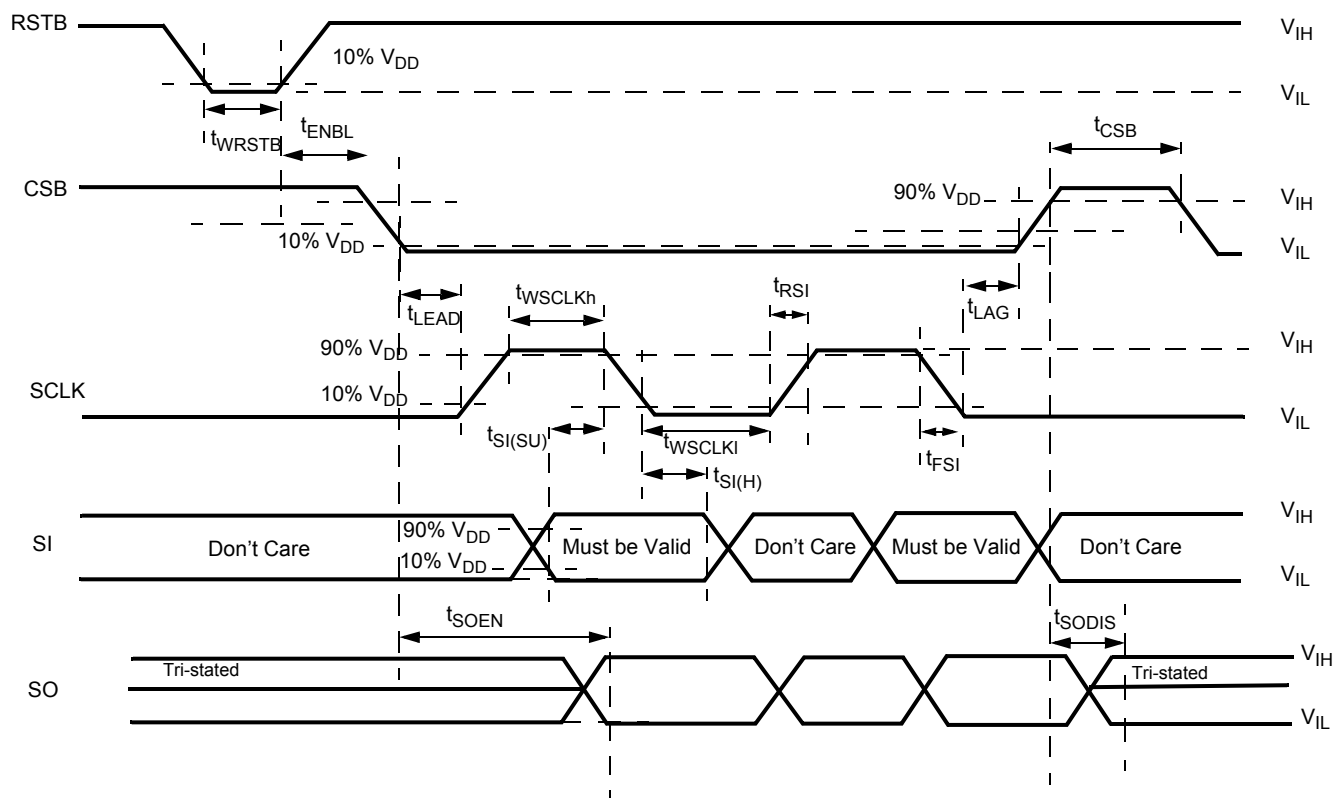 RSTB
V_IH
10% V_DD
V_IL
t_WRSTB
t_ENBL
t_CSB
CSB
90% V_DD
V_IH
10% V_DD
V_IL
t_LEAD
t_WSCLKh
t_RSI
t_LAG
90% V_DD
V_IH
SCLK
10% V_DD
V_IL
t_SI(SU)
t_WSCLKl
t_FSI
t_SI(H)
SI
90% V_DD
V_IH
Don't Care
Must be Valid
Don't Care
Must be Valid
Don't Care
10% V_DD
V_IL
t_SOEN
t_SODIS
SO
Tri-stated
Tri-stated
V_IH
V_IL